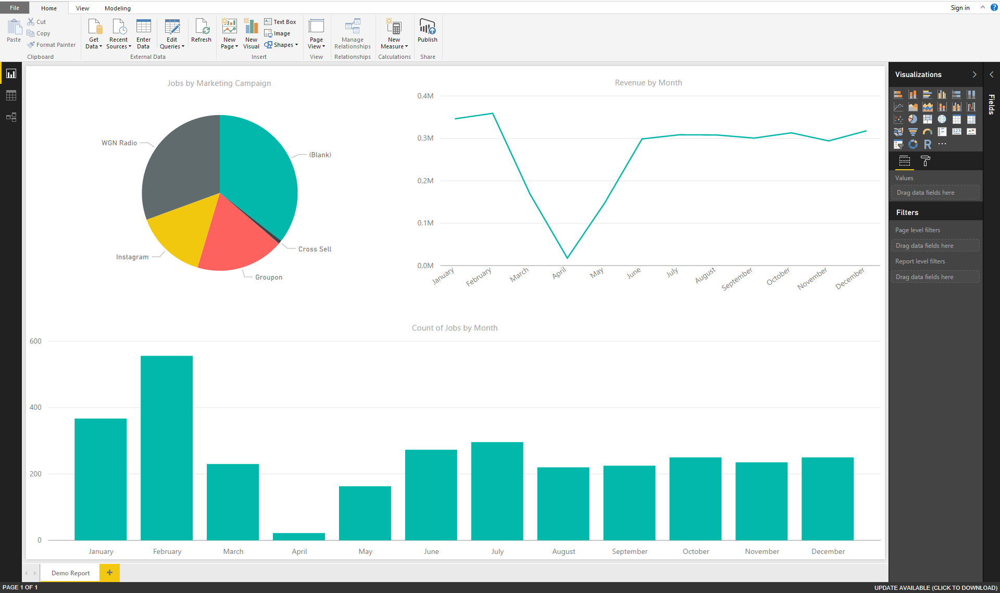 File
Home
View
Modeling
Sign in
?
Paste
Cut
Copy
Format Painter
Clipboard
Get
Data
Recent
Sources
Enter
Data
Edit
Queries
Refresh
External Data
New
Page
New
Visual
Text Box
Image
Shapes
Insert
Page
View
View
Manage
Relationships
Relationships
New
Measure
Calculations
Publish
Share
Jobs by Marketing Campaign
WGN Radio
(Blank)
Cross Sell
Instagram
Groupon
Revenue by Month
0,4M
0,3M
0,2M
0,1M
0,0M
January
February
March
April
May
June
July
August
September
October
November
December
Count of Jobs by Month
600
400
200
0
January
February
March
April
May
June
July
August
September
October
November
December
Visualizations
123
R
...
Values
Drag data fields here
Filters
Page level filters
Drag data fields here
Report level filters
Drag data fields here
Fields
Demo Report
+
PAGE 1 OF 1
UPDATE AVAILABLE (CLICK TO DOWNLOAD)